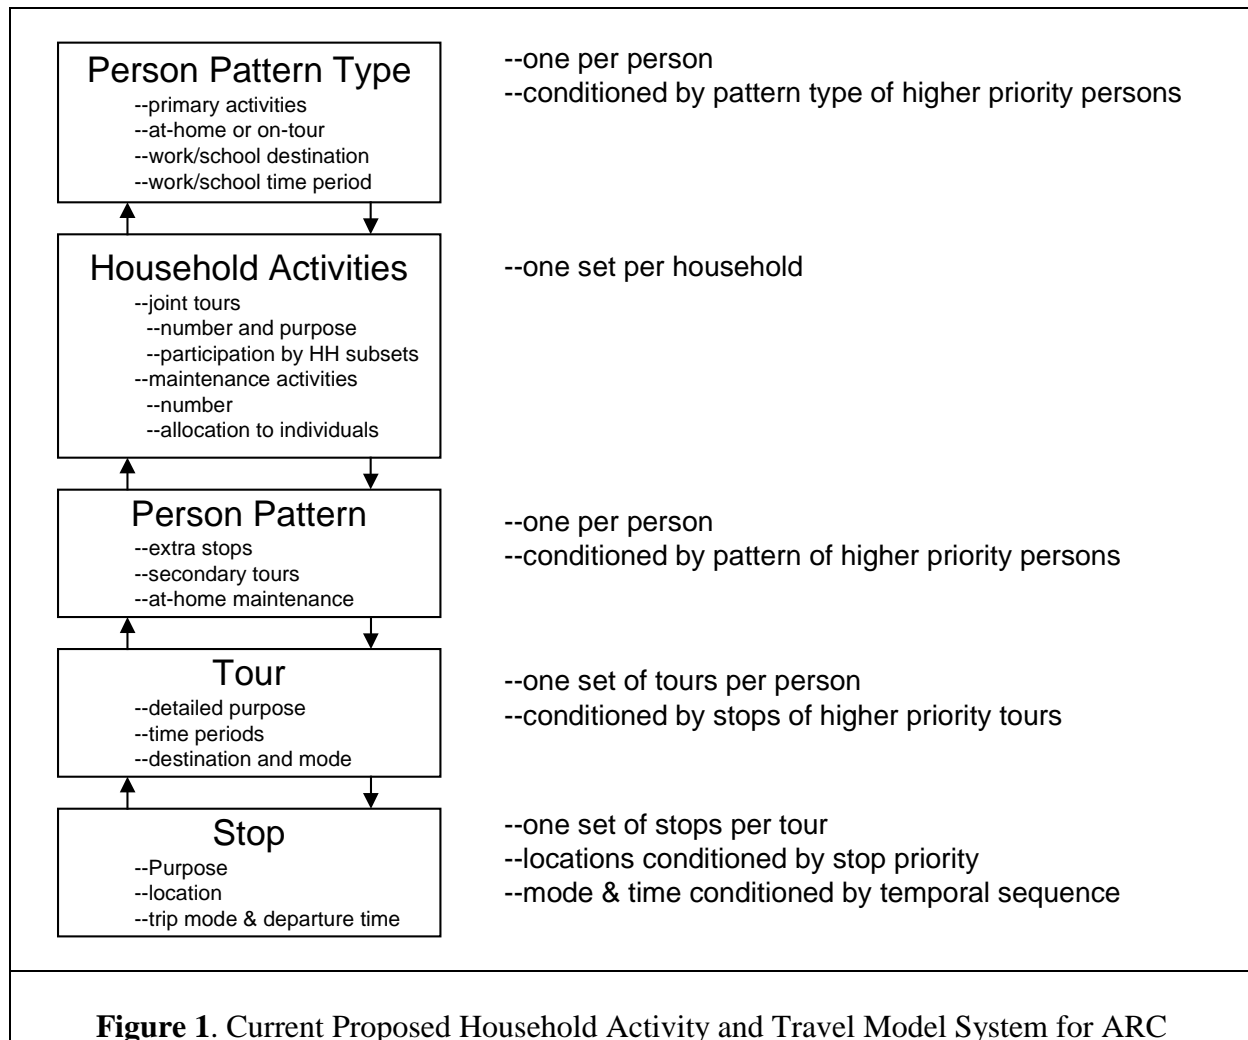 Person Pattern Type
--primary activities
--at-home or on-tour
--work/school destination
--work/school time period
--one per person
--conditioned by pattern type of higher priority persons
Household Activities
--joint tours
--number and purpose
--participation by HH subsets
--maintenance activities
--number
--allocation to individuals
--one set per household
Person Pattern
--extra stops
--secondary tours
--at-home maintenance
--one per person
--conditioned by pattern of higher priority persons
Tour
--detailed purpose
--time periods
--destination and mode
--one set of tours per person
--conditioned by stops of higher priority tours
Stop
--Purpose
--location
--trip mode & departure time
--one set of stops per tour
--locations conditioned by stop priority
--mode & time conditioned by temporal sequence
Figure 1. Current Proposed Household Activity and Travel Model System for ARC